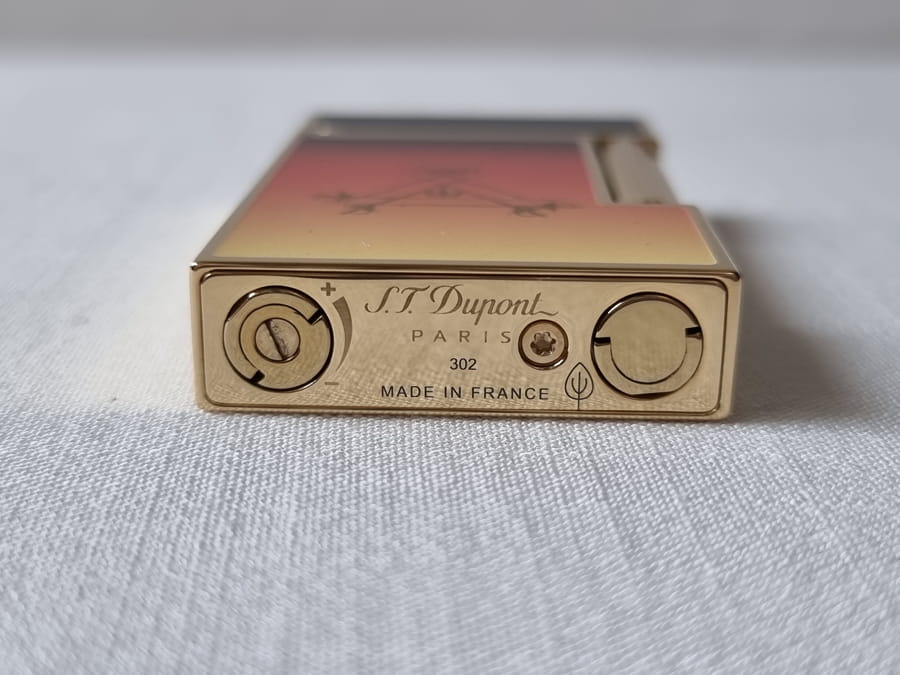 S.T. Dupont
PARIS
302
MADE IN FRANCE
+
−